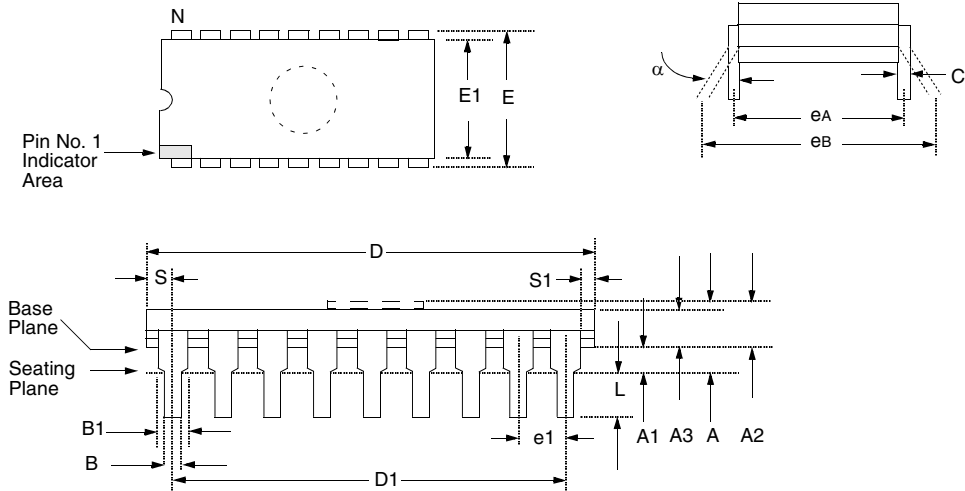 N
E1
E
Pin No. 1
Indicator
Area
α
C
eA
eB
D
S
S1
Base
Plane
Seating
Plane
L
B1
e1
A1
A3
A
A2
B
D1